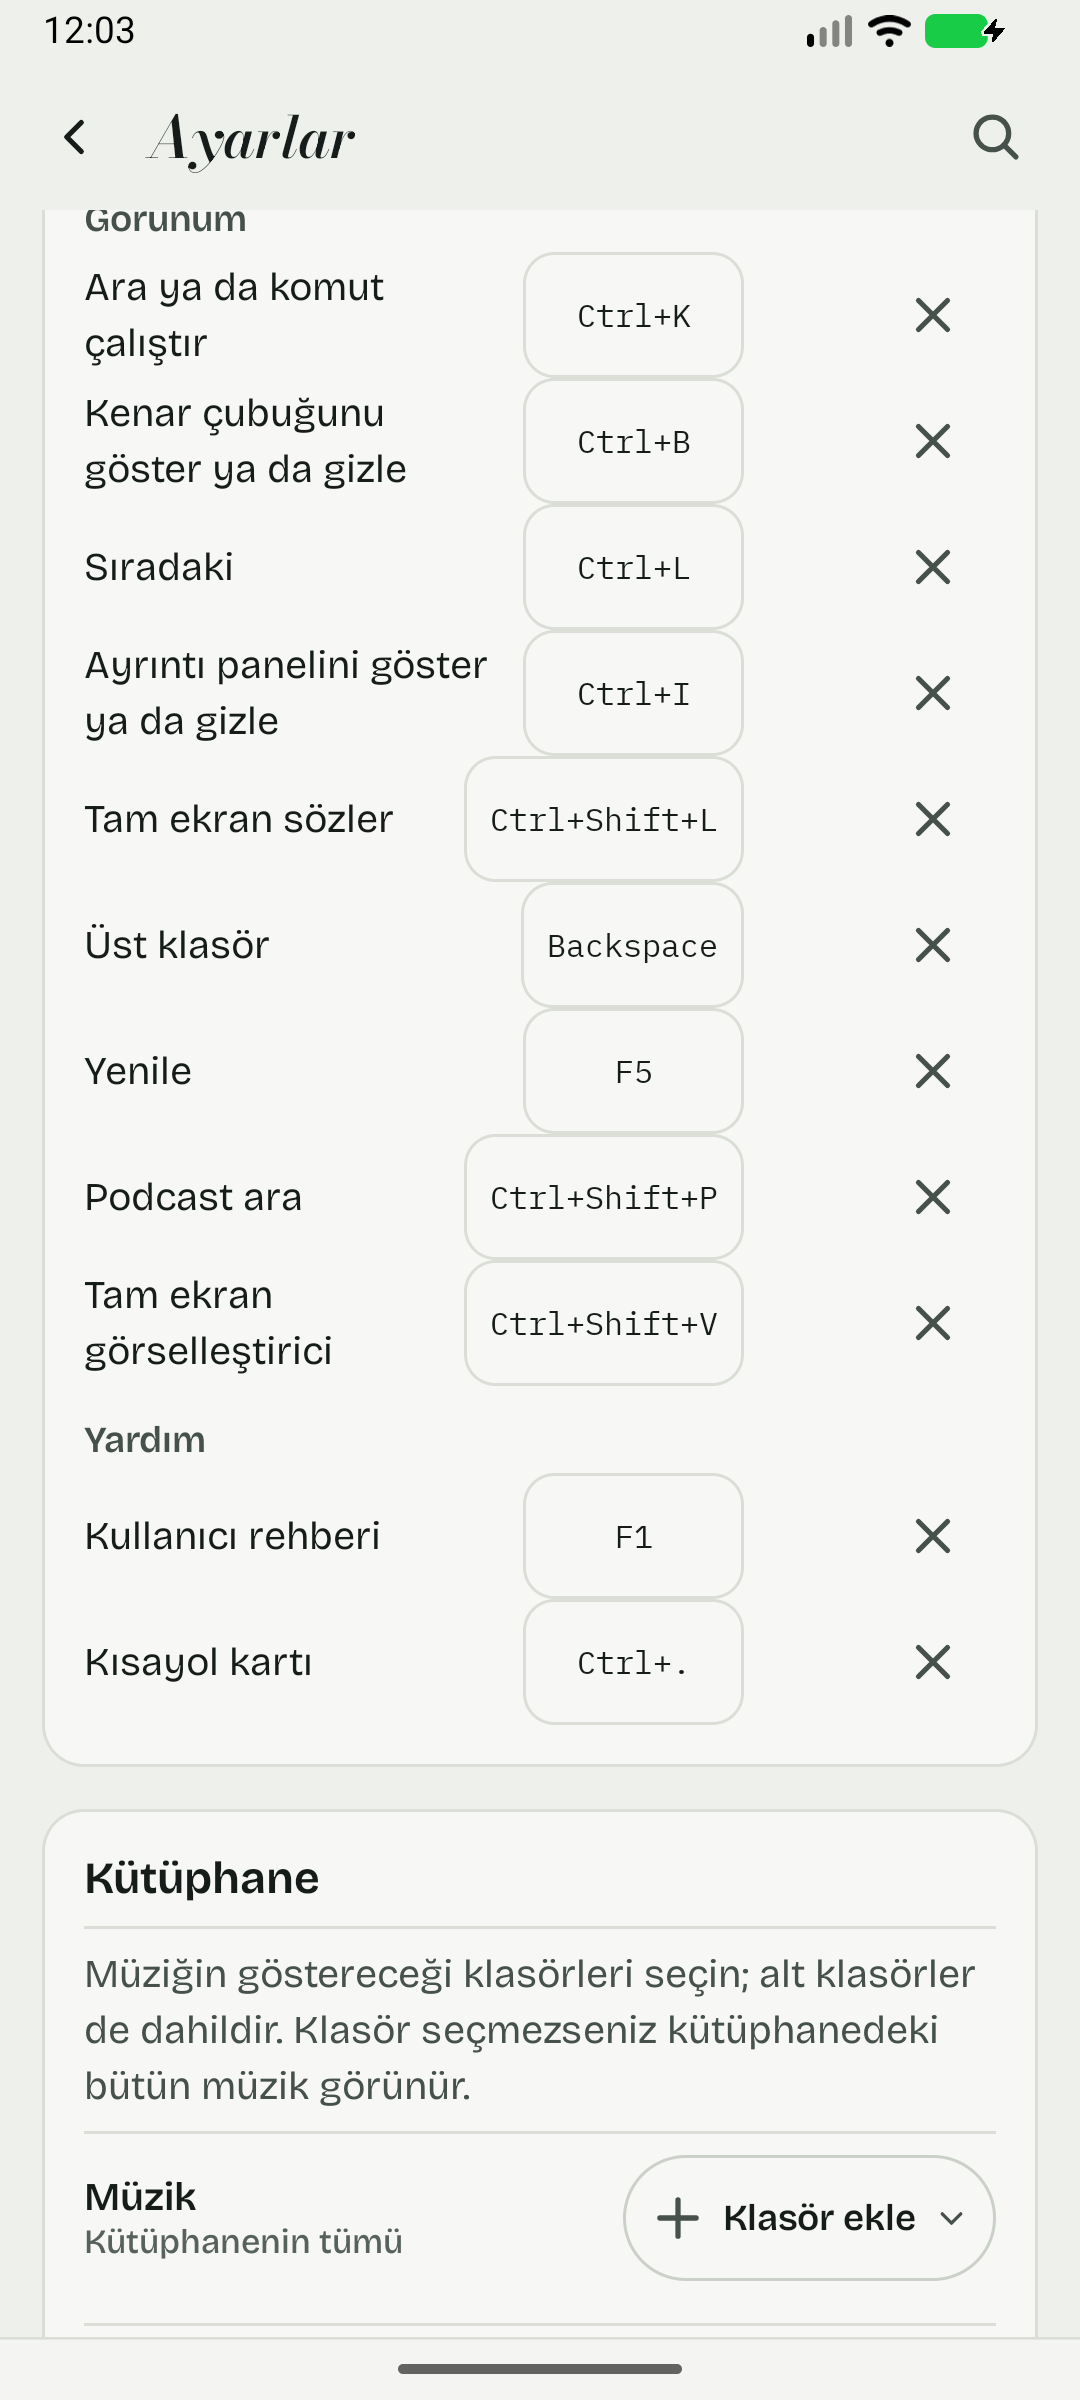 12:03
Ayarlar
Görünüm
Ara ya da komut
çalıştır
Ctrl+K
Kenar çubuğunu
göster ya da gizle
Ctrl+B
Sıradaki
Ctrl+L
Ayrıntı panelini göster
ya da gizle
Ctrl+I
Tam ekran sözler
Ctrl+Shift+L
Üst klasör
Backspace
Yenile
F5
Podcast ara
Ctrl+Shift+P
Tam ekran
görselleştirici
Ctrl+Shift+V
Yardım
Kullanıcı rehberi
F1
Kısayol kartı
Ctrl+.
Kütüphane
Müziğin göstereceği klasörleri seçin; alt klasörler
de dahildir. Klasör seçmezseniz kütüphanedeki
bütün müzik görünür.
Müzik
Kütüphanenin tümü
Klasör ekle